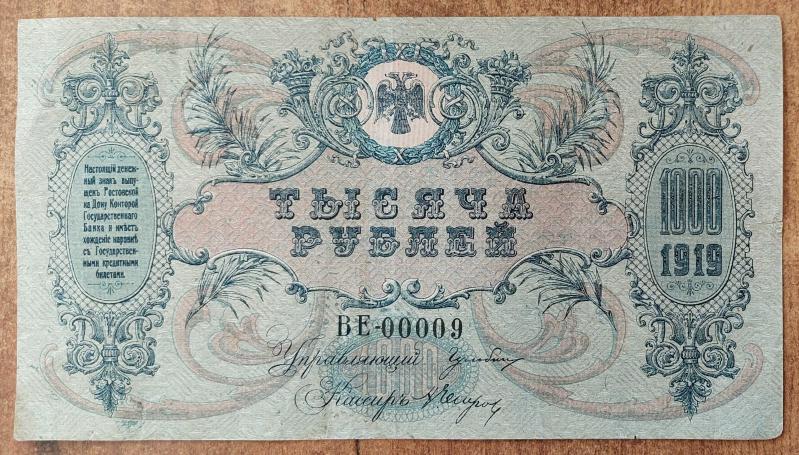 Настоящій денеж-
ный знакъ выпу-
щенъ Ростовской
на Дону Конторой
Государственнаго
Банка и имѣетъ
хожденіе наравнѣ
съ Государствен-
ными кредитными
билетами.
ТЫСЯЧА
РУБЛЕЙ
1000
1919
ВЕ-00009
Управляющій
1000
Кассиръ